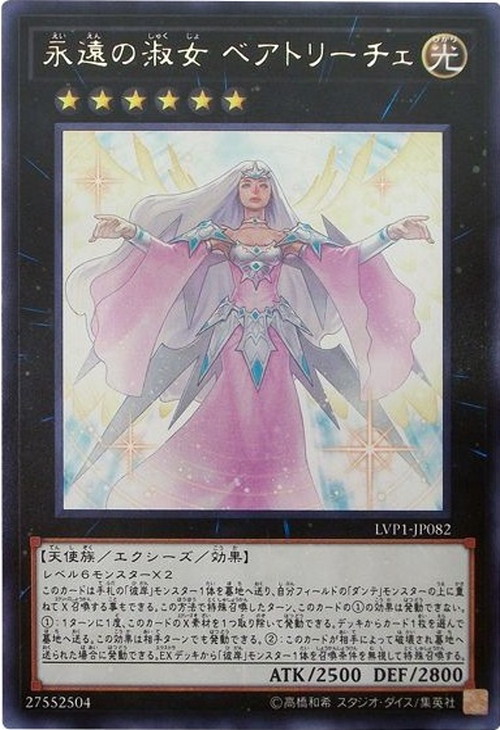 永遠の淑女 ベアトリーチェ
光
LVP1-JP082
【天使族／エクシーズ／効果】
レベル６モンスター×２
このカードは手札の「彼岸」モンスター1体を墓地へ送り、自分フィールドの「ダンテ」モンスターの上に重
ねてX召喚する事もできる。この方法で特殊召喚したターン、このカードの①の効果は発動できない。
①：1ターンに1度、このカードのX素材を1つ取り除いて発動できる。デッキからカード1枚を選んで
墓地へ送る。この効果は相手ターンでも発動できる。②：このカードが相手によって破壊され墓地へ
送られた場合に発動できる。EXデッキから「彼岸」モンスター1体を召喚条件を無視して特殊召喚する。
ATK/2500 DEF/2800
27552504
©高橋和希 スタジオ・ダイス/集英社